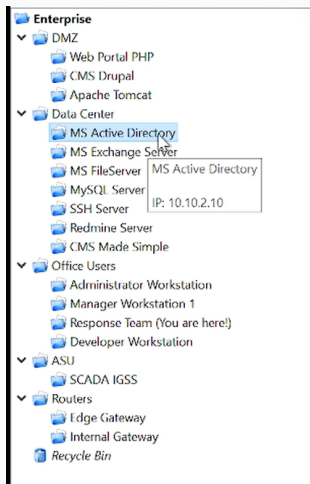 Enterprise
DMZ
Web Portal PHP
CMS Drupal
Apache Tomcat
Data Center
MS Active Directory
MS Exchange Server
MS FileServer
MS Active Directory
MySQL Server
IP: 10.10.2.10
SSH Server
Redmine Server
CMS Made Simple
Office Users
Administrator Workstation
Manager Workstation 1
Response Team (You are here!)
Developer Workstation
ASU
SCADA IGSS
Routers
Edge Gateway
Internal Gateway
Recycle Bin